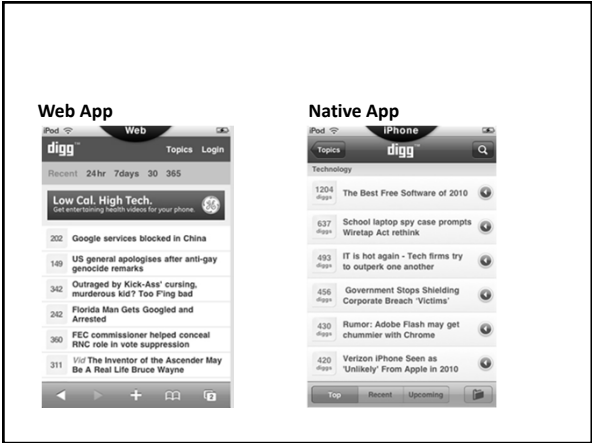 Web App
Native App
iPod
Web
digg™
Topics Login
Recent 24hr 7days 30 365
Low Cal. High Tech.
Get entertaining health videos for your phone.
202 Google services blocked in China
149 US general apologises after anti-gay
genocide remarks
342 Outraged by Kick-Ass' cursing,
murderous kid? Too F'ing bad
242 Florida Man Gets Googled and
Arrested
360 FEC commissioner helped conceal
RNC role in vote suppression
311 Vid The Inventor of the Ascender May
Be A Real Life Bruce Wayne
2
iPod
iPhone
Topics
digg™
Technology
1204 diggs
The Best Free Software of 2010
637 diggs
School laptop spy case prompts
Wiretap Act rethink
493 diggs
IT is hot again - Tech firms try
to outperk one another
456 diggs
Government Stops Shielding
Corporate Breach 'Victims'
430 diggs
Rumor: Adobe Flash may get
chummier with Chrome
420 diggs
Verizon iPhone Seen as
'Unlikely' From Apple in 2010
Top Recent Upcoming